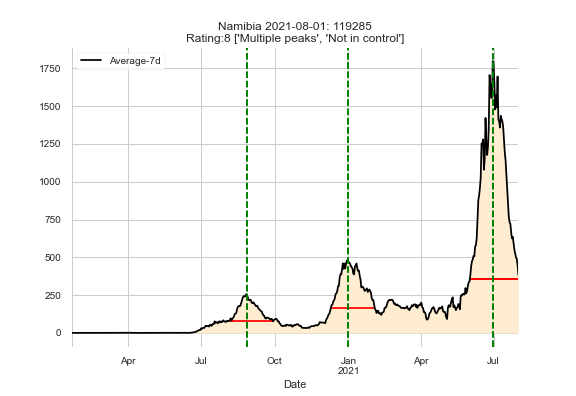 Namibia 2021-08-01: 119285
Rating:8 ['Multiple peaks', 'Not in control']
Average-7d
1750
1500
1250
1000
750
500
250
0
Apr
Jul
Oct
Jan
2021
Apr
Jul
Date